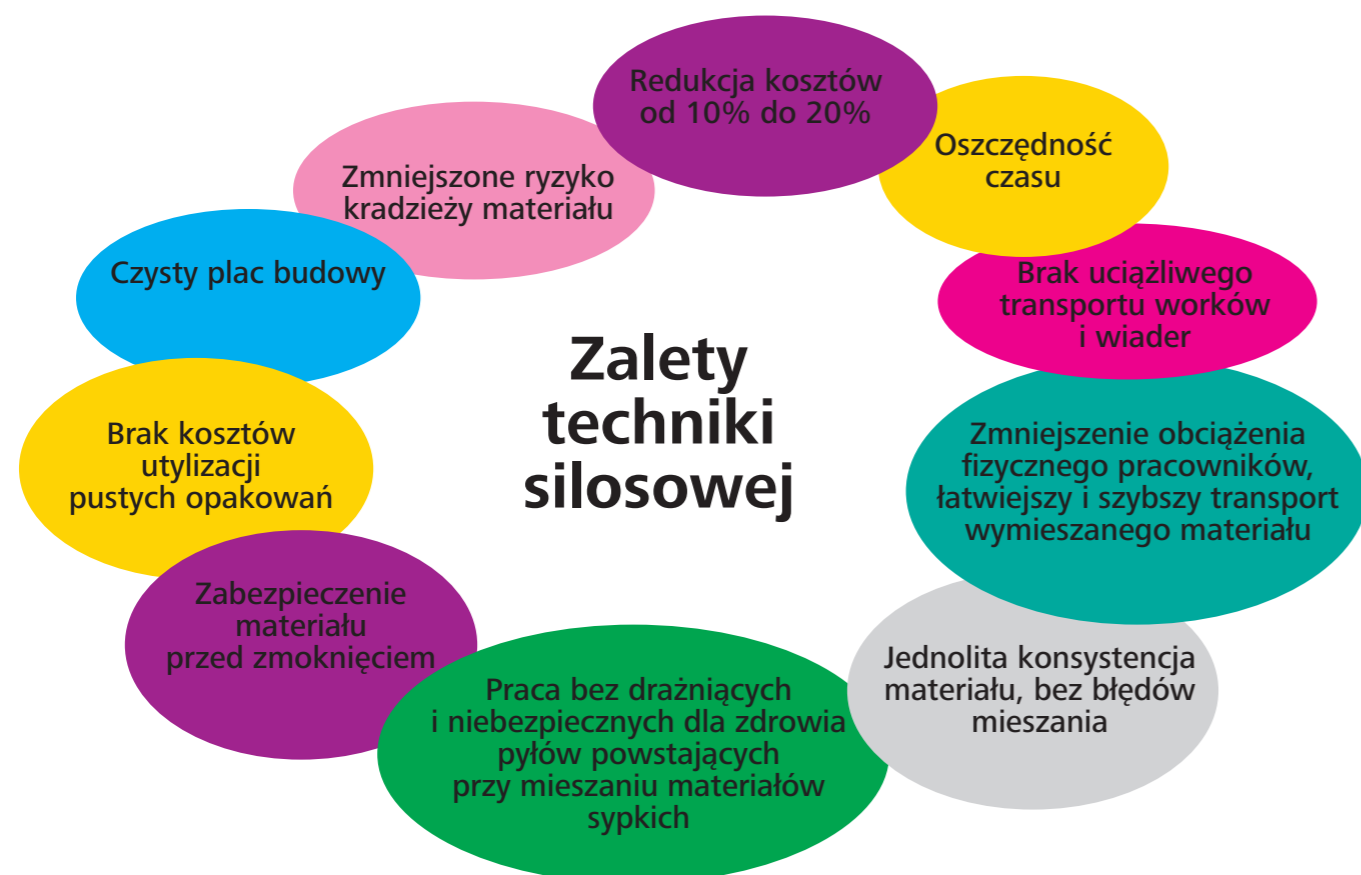 Zalety
techniki
silosowej
Redukcja kosztów
od 10% do 20%
Oszczędność
czasu
Brak uciążliwego
transportu worków
i wiader
Zmniejszenie obciążenia
fizycznego pracowników,
łatwiejszy i szybszy transport
wymieszanego materiału
Jednolita konsystencja
materiału, bez błędów
mieszania
Praca bez drażniących
i niebezpiecznych dla zdrowia
pyłów powstających
przy mieszaniu materiałów
sypkich
Zabezpieczenie
materiału
przed zmoknięciem
Brak kosztów
utylizacji
pustych opakowań
Czysty plac budowy
Zmniejszone ryzyko
kradzieży materiału